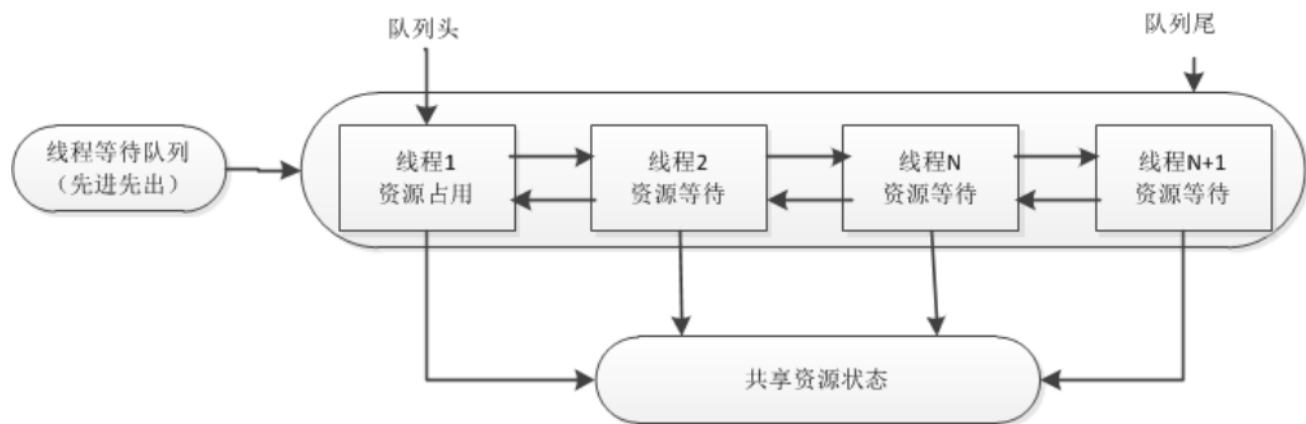 队列头
队列尾
线程等待队列
（先进先出）
线程1
资源占用
线程2
资源等待
线程N
资源等待
线程N+1
资源等待
共享资源状态